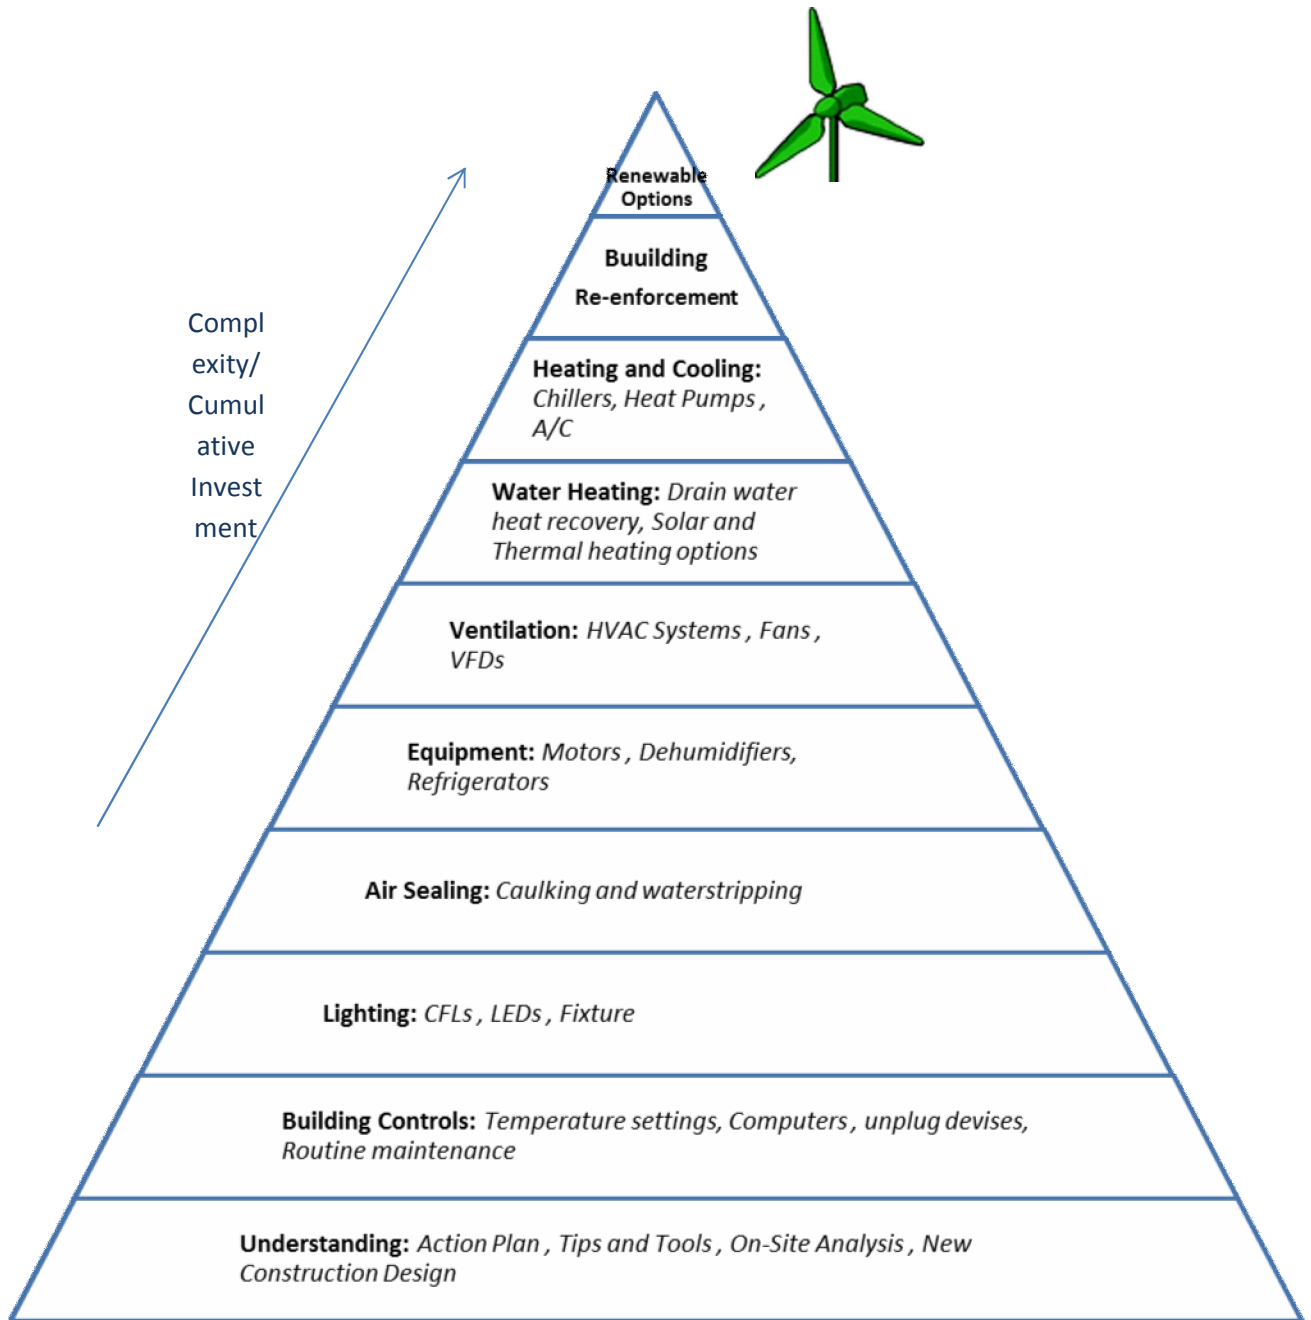 Renewable
Options
Buuilding
Re-enforcement
Compl
exity/
Cumul
ative
Invest
ment
Heating and Cooling:
Chillers, Heat Pumps ,
A/C
Water Heating: Drain water
heat recovery, Solar and
Thermal heating options
Ventilation: HVAC Systems , Fans ,
VFDs
Equipment: Motors , Dehumidifiers,
Refrigerators
Air Sealing: Caulking and waterstripping
Lighting: CFLs , LEDs , Fixture
Building Controls: Temperature settings, Computers , unplug devises,
Routine maintenance
Understanding: Action Plan , Tips and Tools , On-Site Analysis , New
Construction Design